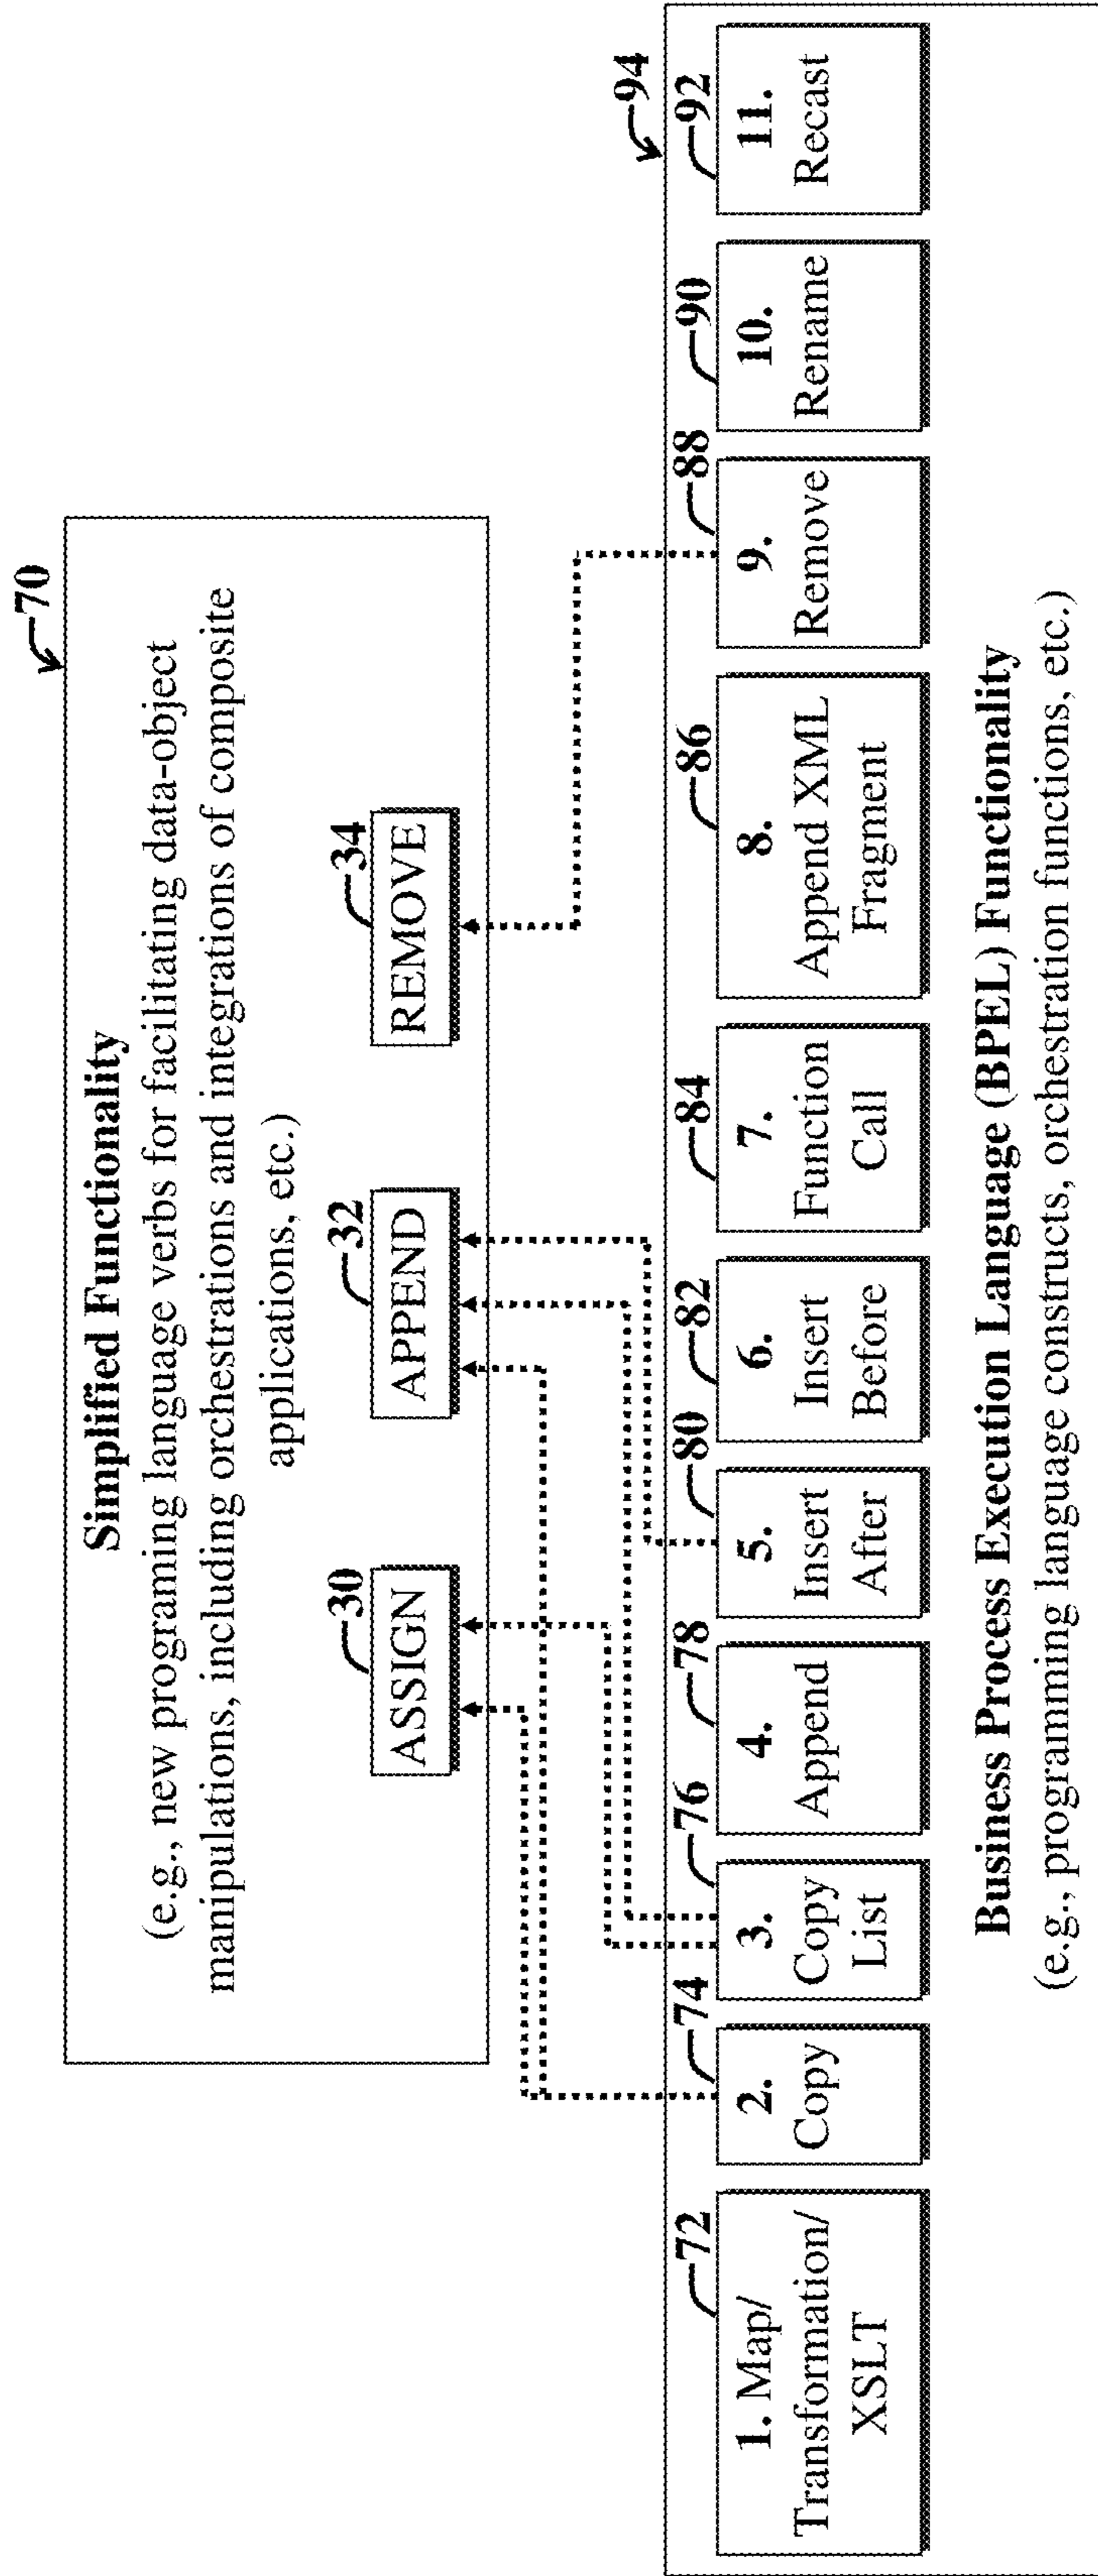 70
Simplified Functionality
(e.g., new programing language verbs for facilitating data-object
manipulations, including orchestrations and integrations of composite
applications, etc.)
30
32
34
ASSIGN
APPEND
REMOVE
94
72
74
76
78
80
82
84
86
88
90
92
1. Map/
Transformation/
XSLT
2.
Copy
3.
Copy
List
4.
Append
5.
Insert
After
6.
Insert
Before
7.
Function
Call
8.
Append XML
Fragment
9.
Remove
10.
Rename
11.
Recast
Business Process Execution Language (BPEL) Functionality
(e.g., programming language constructs, orchestration functions, etc.)